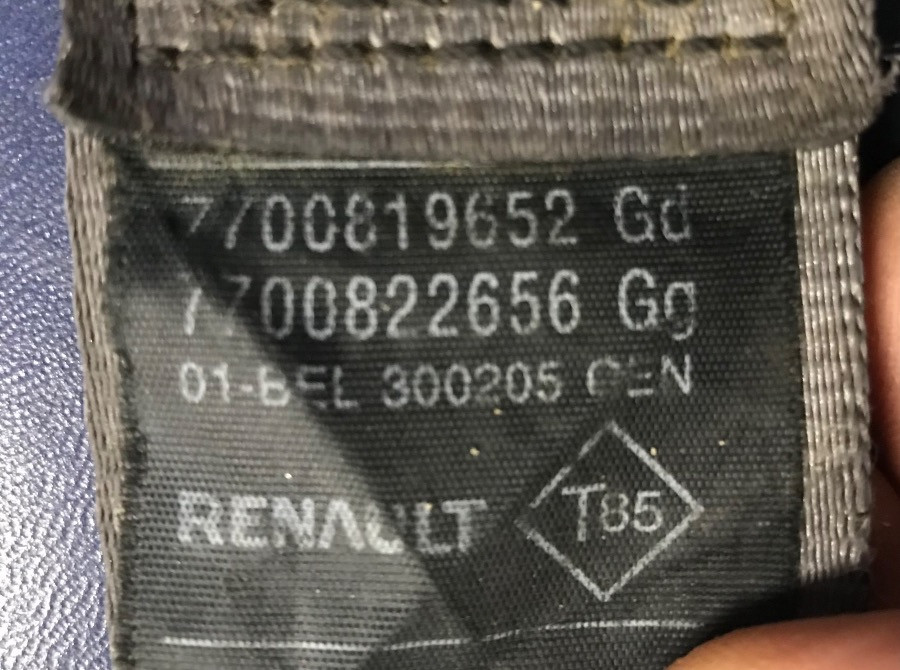 7700819652 Gd
7700822656 Gg
01-BEL 300205 GEN
RENAULT
T85